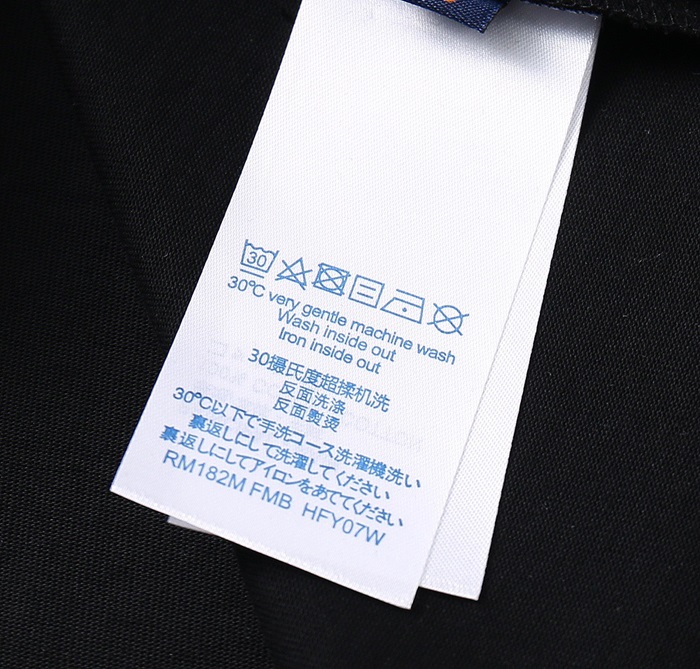 30
30°C very gentle machine wash
Wash inside out
Iron inside out
30摄氏度超揉机洗
反面洗涤
反面熨烫
30°C以下で手洗コース洗濯機洗い
裏返しにして洗濯してください
裏返しにしてアイロンをあててください
RM182M FMB HFY07W